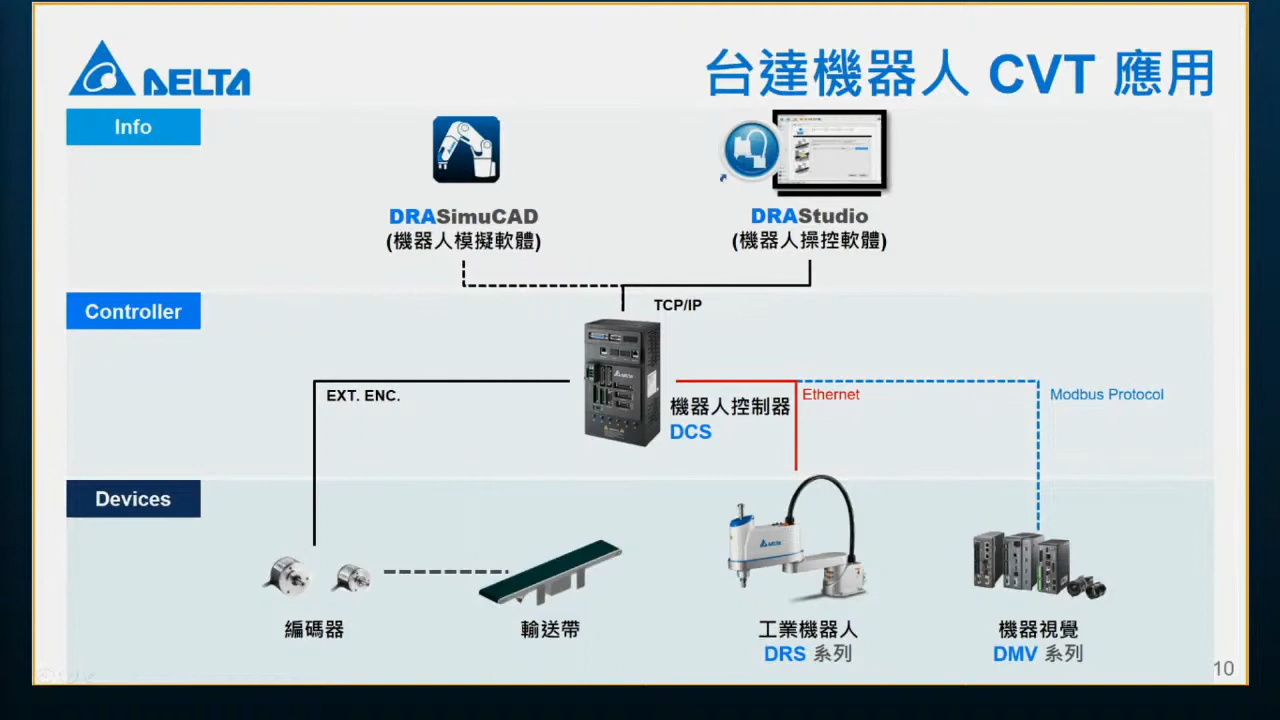 DELTA
台達機器人 CVT 應用
Info
DRASimuCAD
(機器人模擬軟體)
DRAStudio
(機器人操控軟體)
Controller
TCP/IP
EXT. ENC.
機器人控制器
DCS
Ethernet
Modbus Protocol
Devices
DELTA
編碼器
輸送帶
工業機器人
DRS 系列
機器視覺
DMV 系列
10